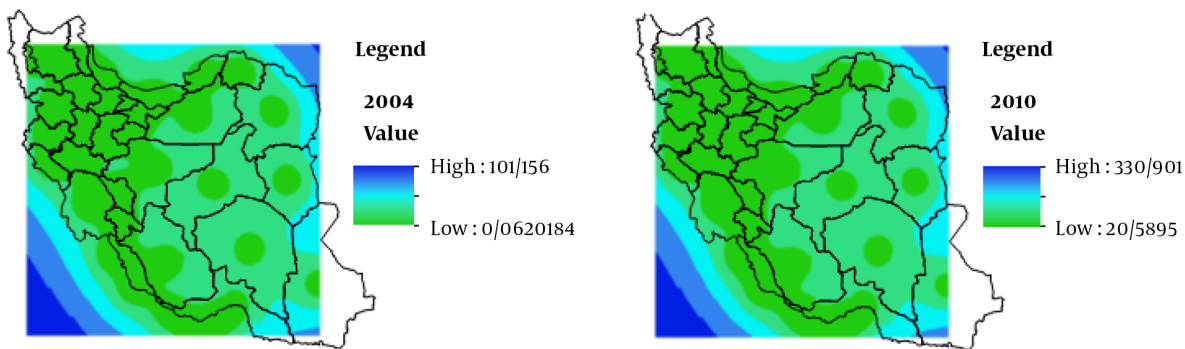 Legend
2004
Value
High : 101/156
Low : 0/0620184
Legend
2010
Value
High : 330/901
Low : 20/5895